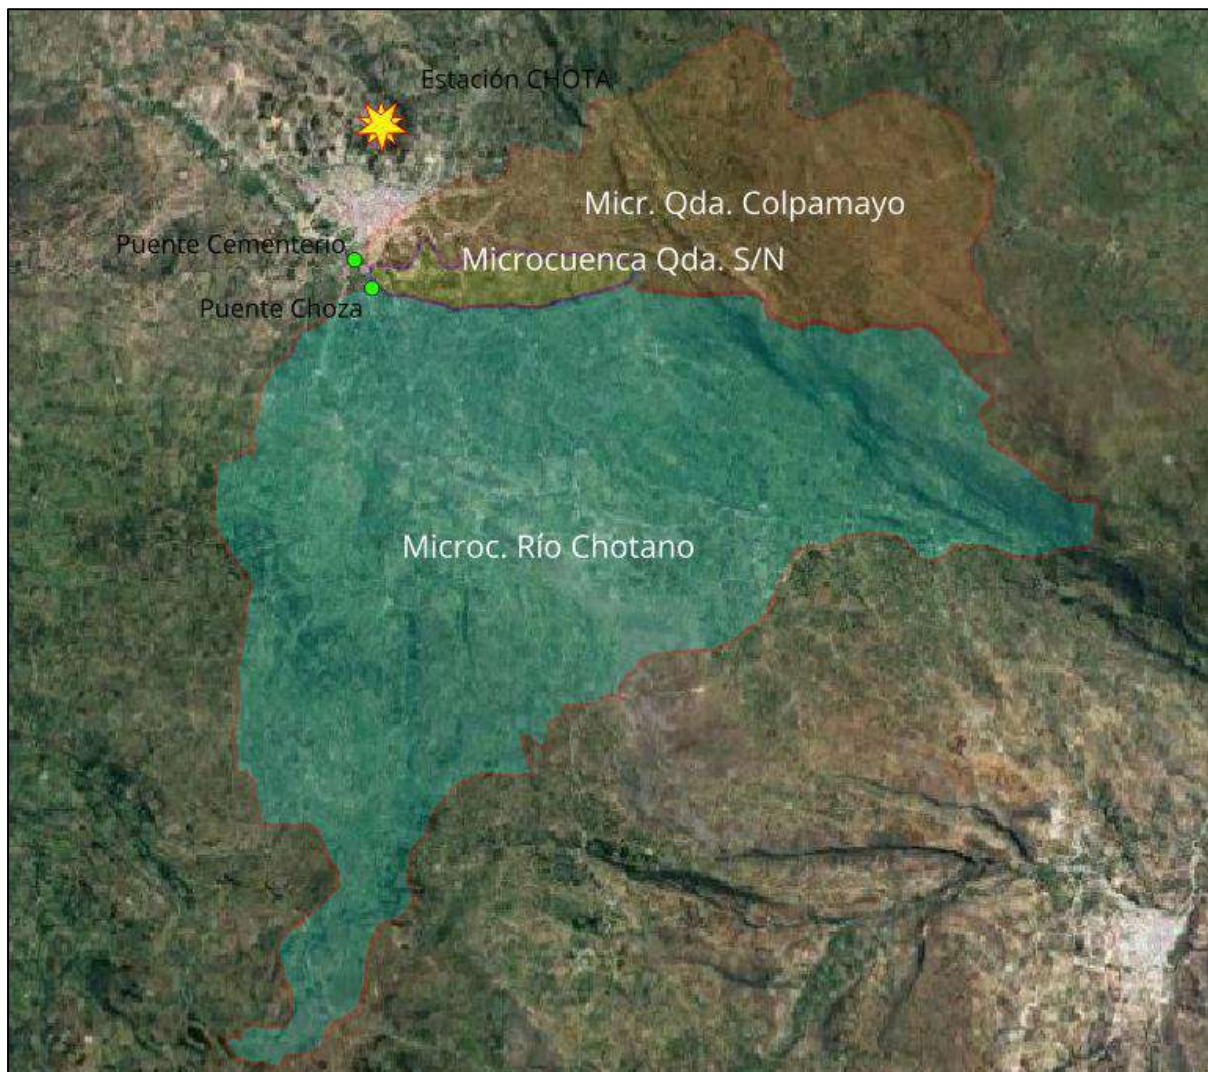 Estación CHOTA
Micr. Qda. Colpamayo
Puente Cementerio
Microcuenca Qda. S/N
Puente Choza
Microc. Río Chotano